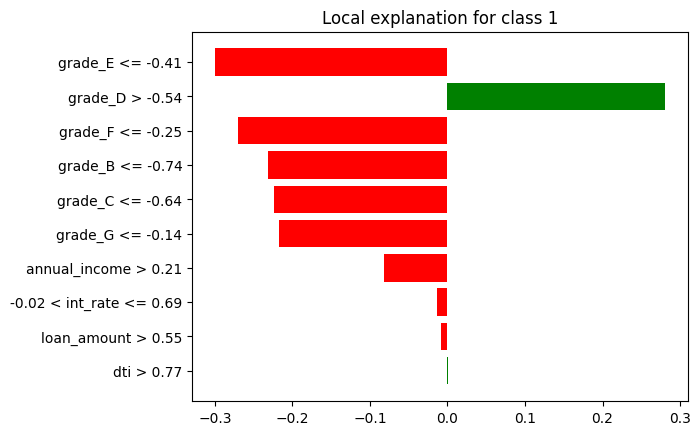 Local explanation for class 1
grade_E <= -0.41
grade_D > -0.54
grade_F <= -0.25
grade_B <= -0.74
grade_C <= -0.64
grade_G <= -0.14
annual_income > 0.21
-0.02 < int_rate <= 0.69
loan_amount > 0.55
dti > 0.77
−0.3 −0.2 −0.1 0.0 0.1 0.2 0.3